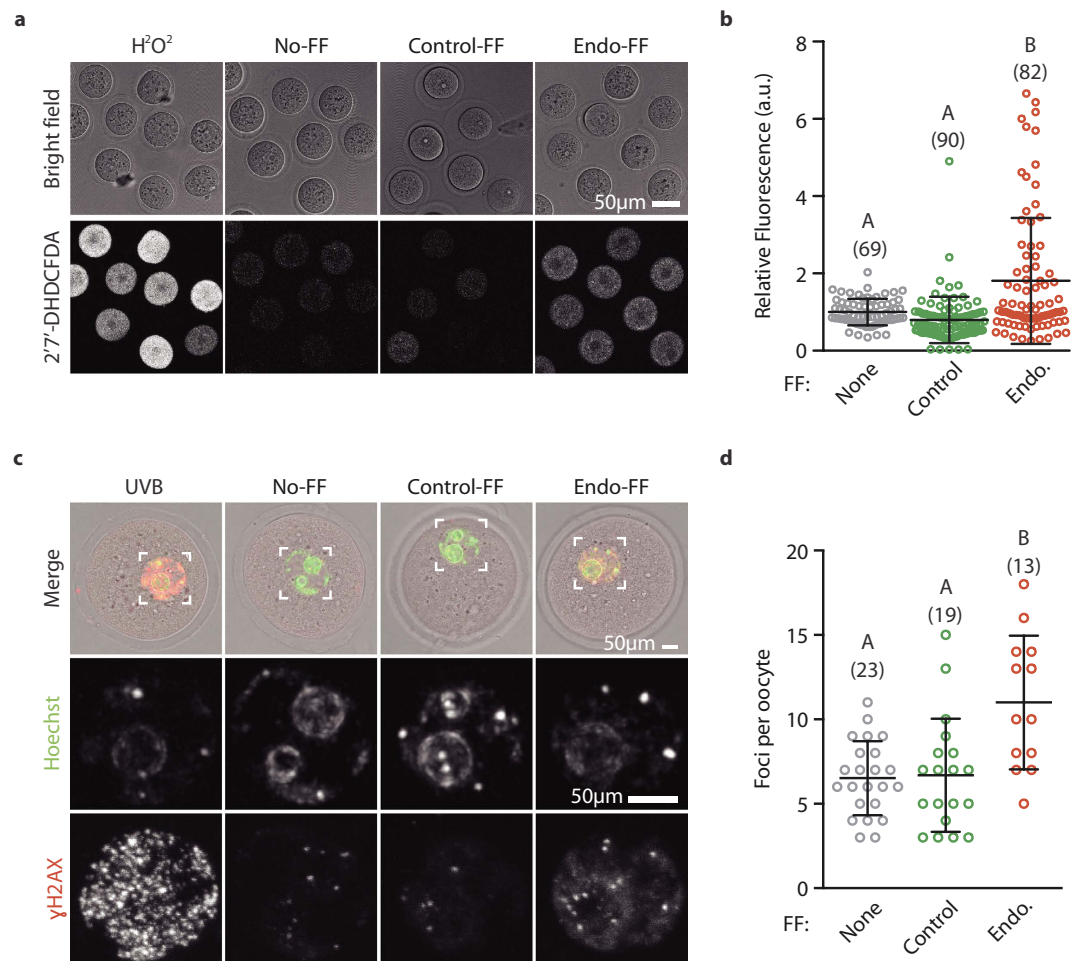 a
H²O²
No-FF
Control-FF
Endo-FF
Bright field
50µm
2'7'-DHDCFDA
b
Relative Fluorescence (a.u.)
8
6
4
2
0
A
(69)
A
(90)
B
(82)
FF:
None
Control
Endo.
c
UVB
No-FF
Control-FF
Endo-FF
Merge
50µm
Hoechst
50µm
ɣH2AX
d
Foci per oocyte
20
15
10
5
0
A
(23)
A
(19)
B
(13)
FF:
None
Control
Endo.